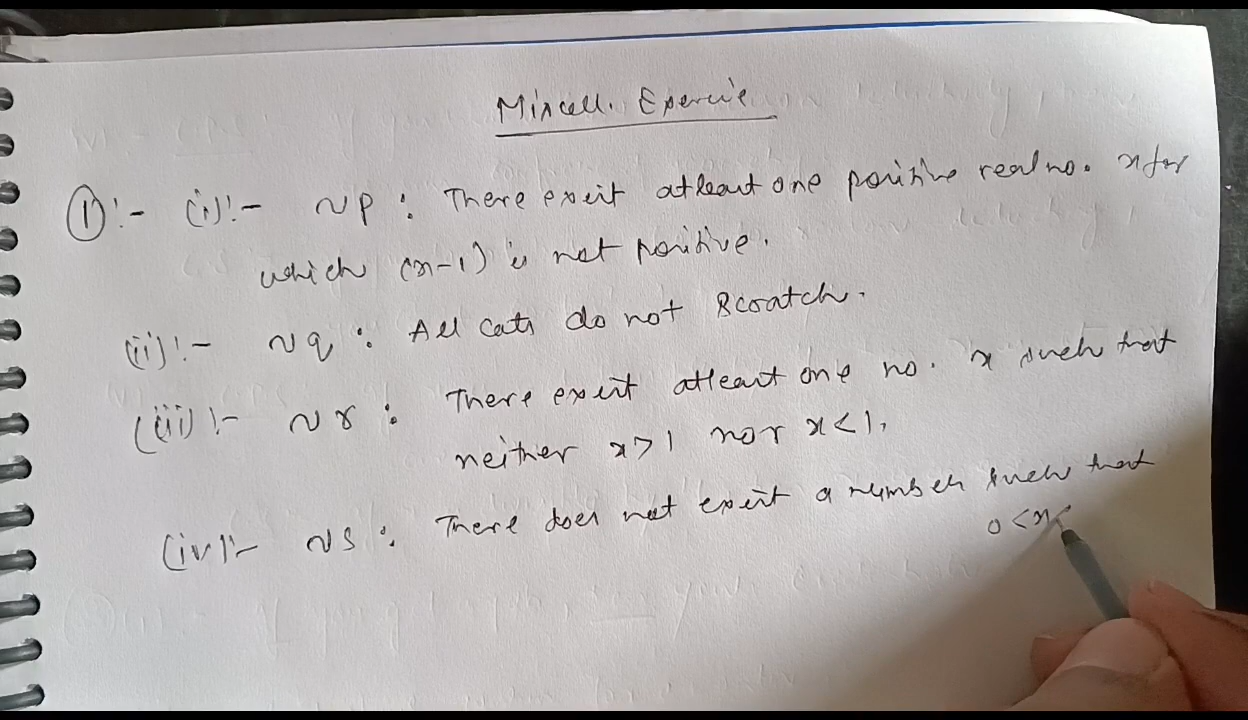 Miscell. Exercise
①:- (i):- ~p : There exist atleast one positive real no. x for
which (x-1) is not positive.
(ii):- ~q : All cats do not scratch.
(iii):- ~r : There exist atleast one no. x such that
neither x>1 nor x<1.
(iv):- ~s : There does not exist a number such that
0<x<